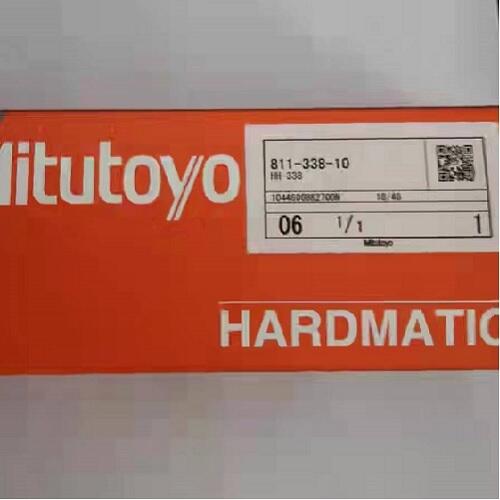 Mitutoyo
811-338-10
HH-338
06 1/1 1
Mitutoyo
HARDMATIC